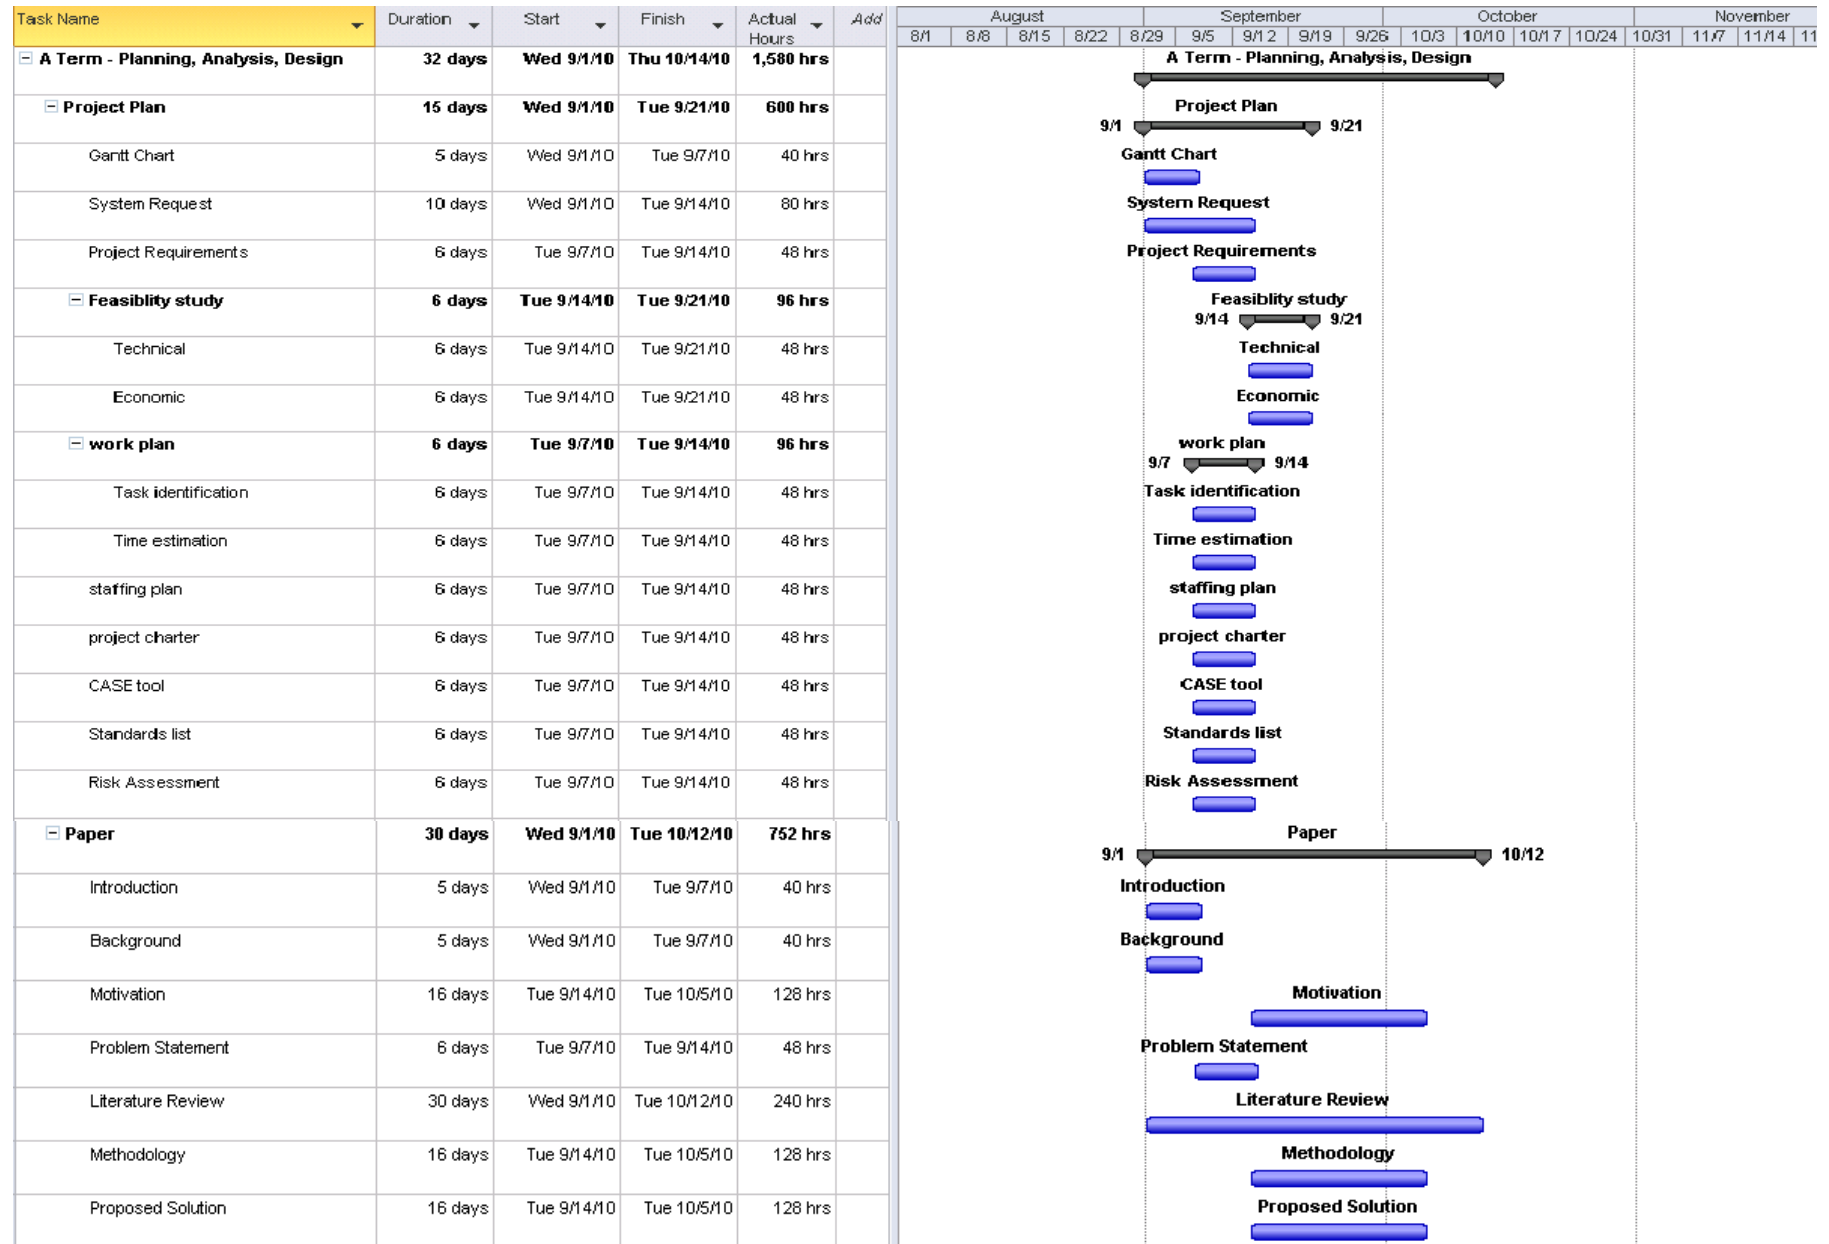 Task Name Duration Start Finish Actual Hours Add
August September October November
8/1 8/8 8/15 8/22 8/29 9/5 9/12 9/19 9/26 10/3 10/10 10/17 10/24 10/31 11/7 11/14 11
A Term - Planning, Analysis, Design 32 days Wed 9/1/10 Thu 10/14/10 1,580 hrs
A Term - Planning, Analysis, Design
Project Plan 15 days Wed 9/1/10 Tue 9/21/10 600 hrs
Project Plan
9/1 9/21
Gantt Chart 5 days Wed 9/1/10 Tue 9/7/10 40 hrs
Gantt Chart
System Request 10 days Wed 9/1/10 Tue 9/14/10 80 hrs
System Request
Project Requirements 6 days Tue 9/7/10 Tue 9/14/10 48 hrs
Project Requirements
Feasiblity study 6 days Tue 9/14/10 Tue 9/21/10 96 hrs
Feasiblity study
9/14 9/21
Technical 6 days Tue 9/14/10 Tue 9/21/10 48 hrs
Technical
Economic 6 days Tue 9/14/10 Tue 9/21/10 48 hrs
Economic
work plan 6 days Tue 9/7/10 Tue 9/14/10 96 hrs
work plan
9/7 9/14
Task identification 6 days Tue 9/7/10 Tue 9/14/10 48 hrs
Task identification
Time estimation 6 days Tue 9/7/10 Tue 9/14/10 48 hrs
Time estimation
staffing plan 6 days Tue 9/7/10 Tue 9/14/10 48 hrs
staffing plan
project charter 6 days Tue 9/7/10 Tue 9/14/10 48 hrs
project charter
CASE tool 6 days Tue 9/7/10 Tue 9/14/10 48 hrs
CASE tool
Standards list 6 days Tue 9/7/10 Tue 9/14/10 48 hrs
Standards list
Risk Assessment 6 days Tue 9/7/10 Tue 9/14/10 48 hrs
Risk Assessment
Paper 30 days Wed 9/1/10 Tue 10/12/10 752 hrs
Paper
9/1 10/12
Introduction 5 days Wed 9/1/10 Tue 9/7/10 40 hrs
Introduction
Background 5 days Wed 9/1/10 Tue 9/7/10 40 hrs
Background
Motivation 16 days Tue 9/14/10 Tue 10/5/10 128 hrs
Motivation
Problem Statement 6 days Tue 9/7/10 Tue 9/14/10 48 hrs
Problem Statement
Literature Review 30 days Wed 9/1/10 Tue 10/12/10 240 hrs
Literature Review
Methodology 16 days Tue 9/14/10 Tue 10/5/10 128 hrs
Methodology
Proposed Solution 16 days Tue 9/14/10 Tue 10/5/10 128 hrs
Proposed Solution